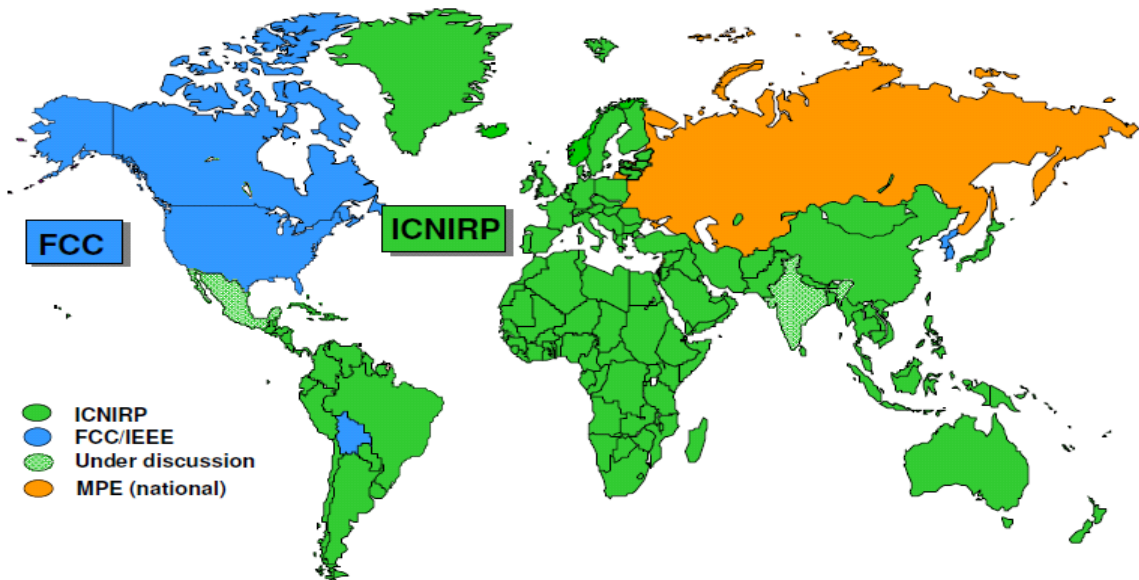 FCC
ICNIRP
ICNIRP
FCC/IEEE
Under discussion
MPE (national)